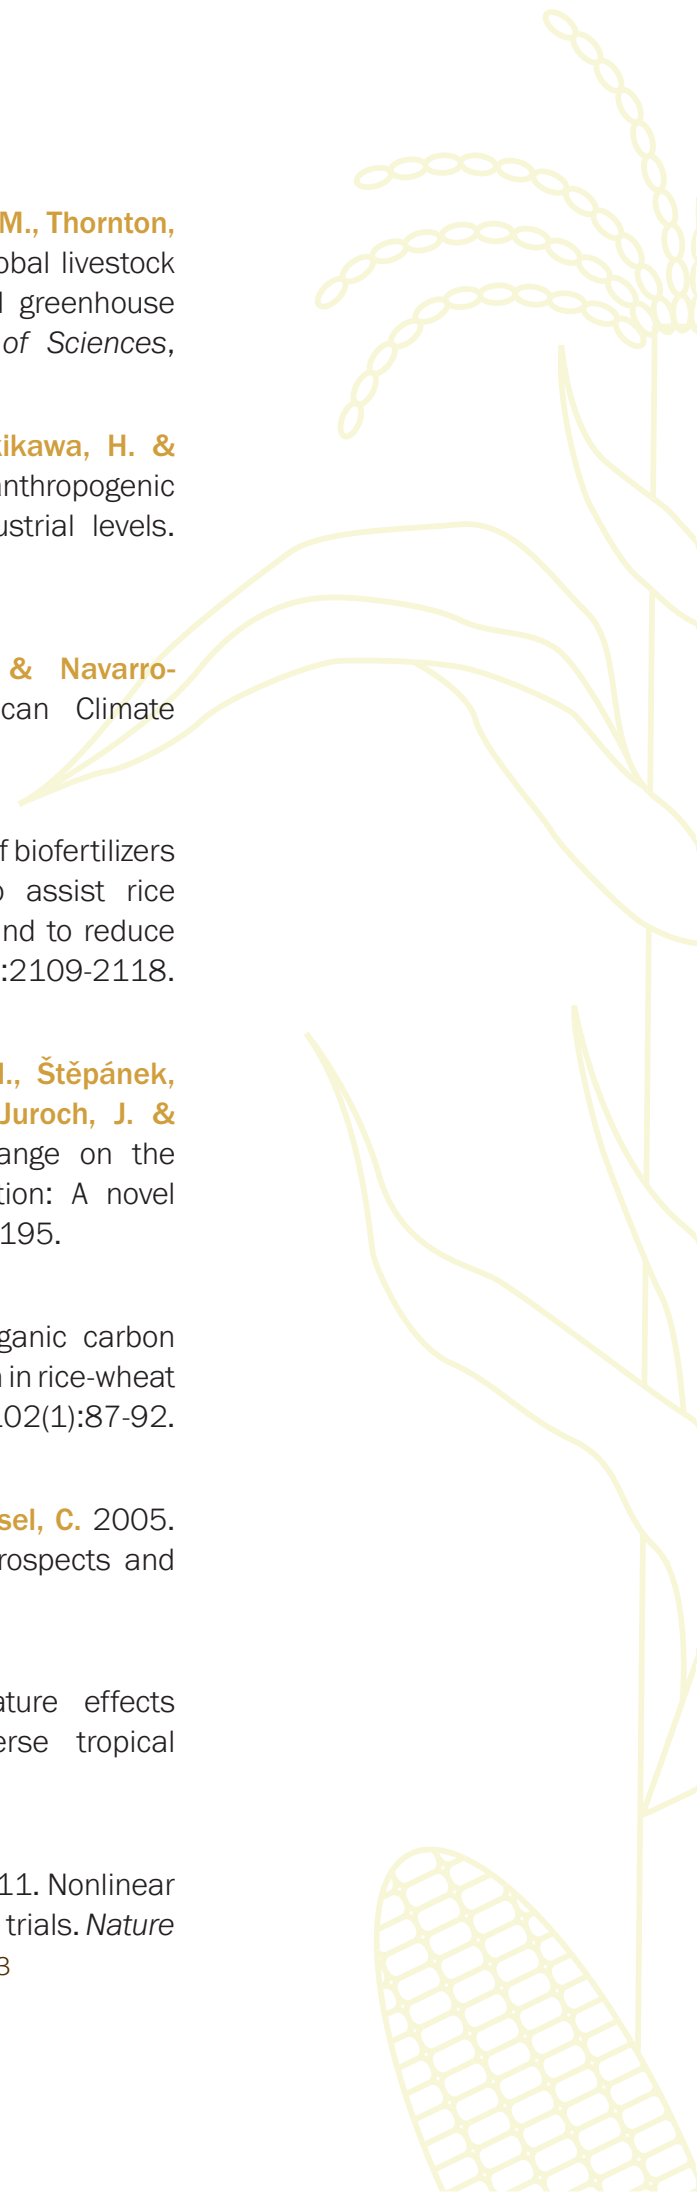 M., Thornton,
obal livestock
l greenhouse
of Sciences,
kikawa, H. &
anthropogenic
ustrial levels.
& Navarro-
can Climate
f biofertilizers
o assist rice
nd to reduce
:2109-2118.
I., Štěpánek,
Juroch, J. &
ange on the
tion: A novel
195.
ganic carbon
in rice-wheat
102(1):87-92.
sel, C. 2005.
rospects and
ature effects
erse tropical
11. Nonlinear
trials. Nature
3